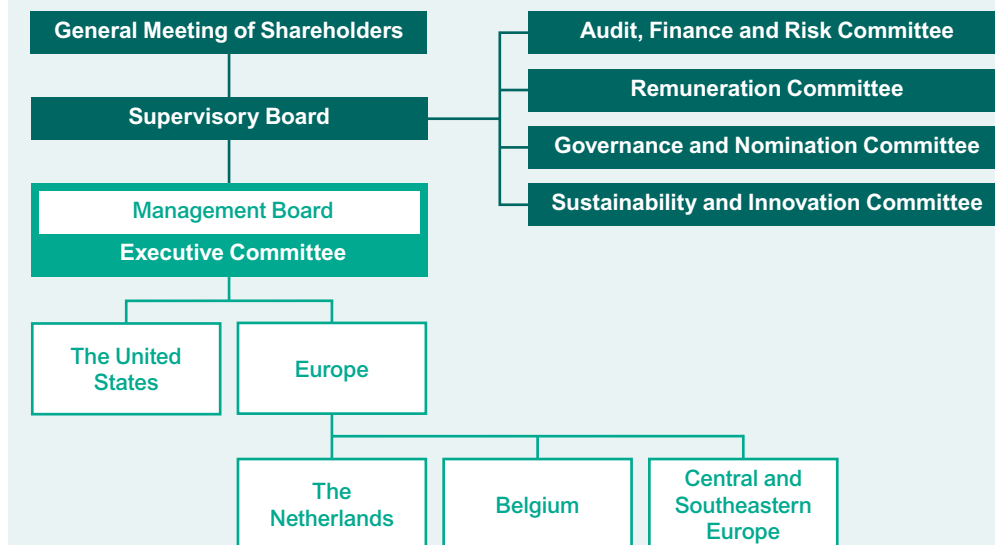 General Meeting of Shareholders
Audit, Finance and Risk Committee
Remuneration Committee
Supervisory Board
Governance and Nomination Committee
Sustainability and Innovation Committee
Management Board
Executive Committee
The United
States
Europe
The
Netherlands
Belgium
Central and
Southeastern
Europe